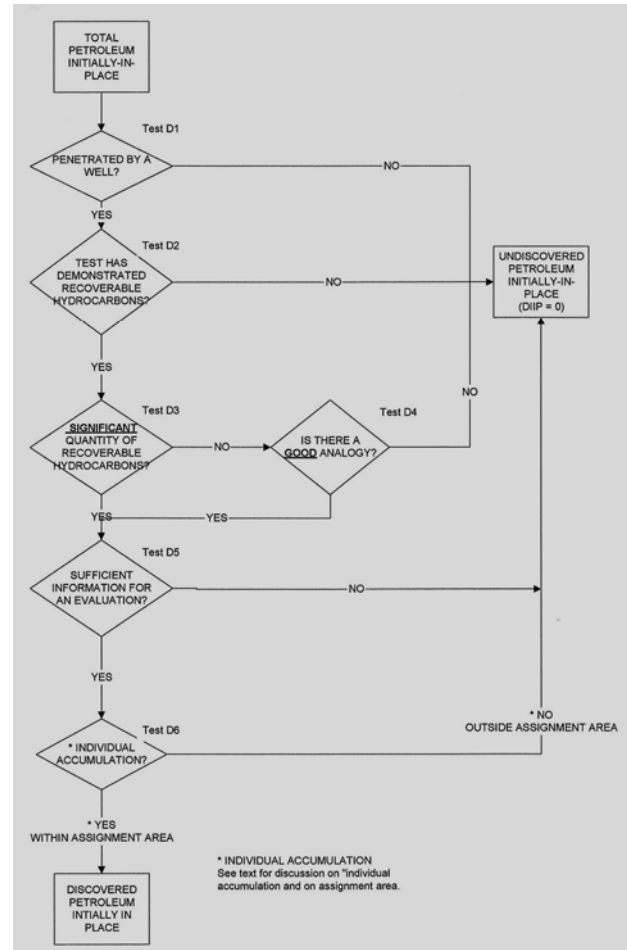 TOTAL
PETROLEUM
INITIALLY-IN-
PLACE
Test D1
PENETRATED BY A
WELL?
NO
YES
Test D2
TEST HAS
DEMONSTRATED
RECOVERABLE
HYDROCARBONS?
NO
UNDISCOVERED
PETROLEUM
INITIALLY-IN-
PLACE
(DIIP = 0)
YES
Test D3
SIGNIFICANT
QUANTITY OF
RECOVERABLE
HYDROCARBONS?
NO
Test D4
IS THERE A
GOOD ANALOGY?
NO
YES
YES
Test D5
SUFFICIENT
INFORMATION FOR
AN EVALUATION?
NO
YES
* NO
OUTSIDE ASSIGNMENT AREA
Test D6
* INDIVIDUAL
ACCUMULATION?
* YES
WITHIN ASSIGNMENT AREA
* INDIVIDUAL ACCUMULATION
See text for discussion on "individual
accumulation and on assignment area.
DISCOVERED
PETROLEUM
INTIALLY IN
PLACE